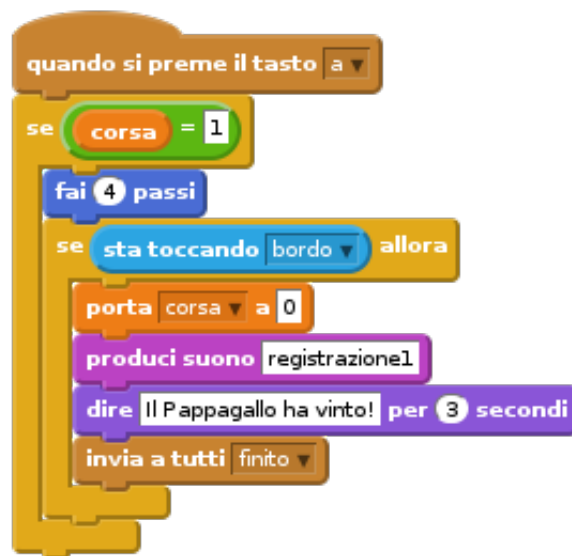 quando si preme il tasto a
se corsa = 1
fai 4 passi
se sta toccando bordo allora
porta corsa a 0
produci suono registrazione1
dire Il Pappagallo ha vinto! per 3 secondi
invia a tutti finito